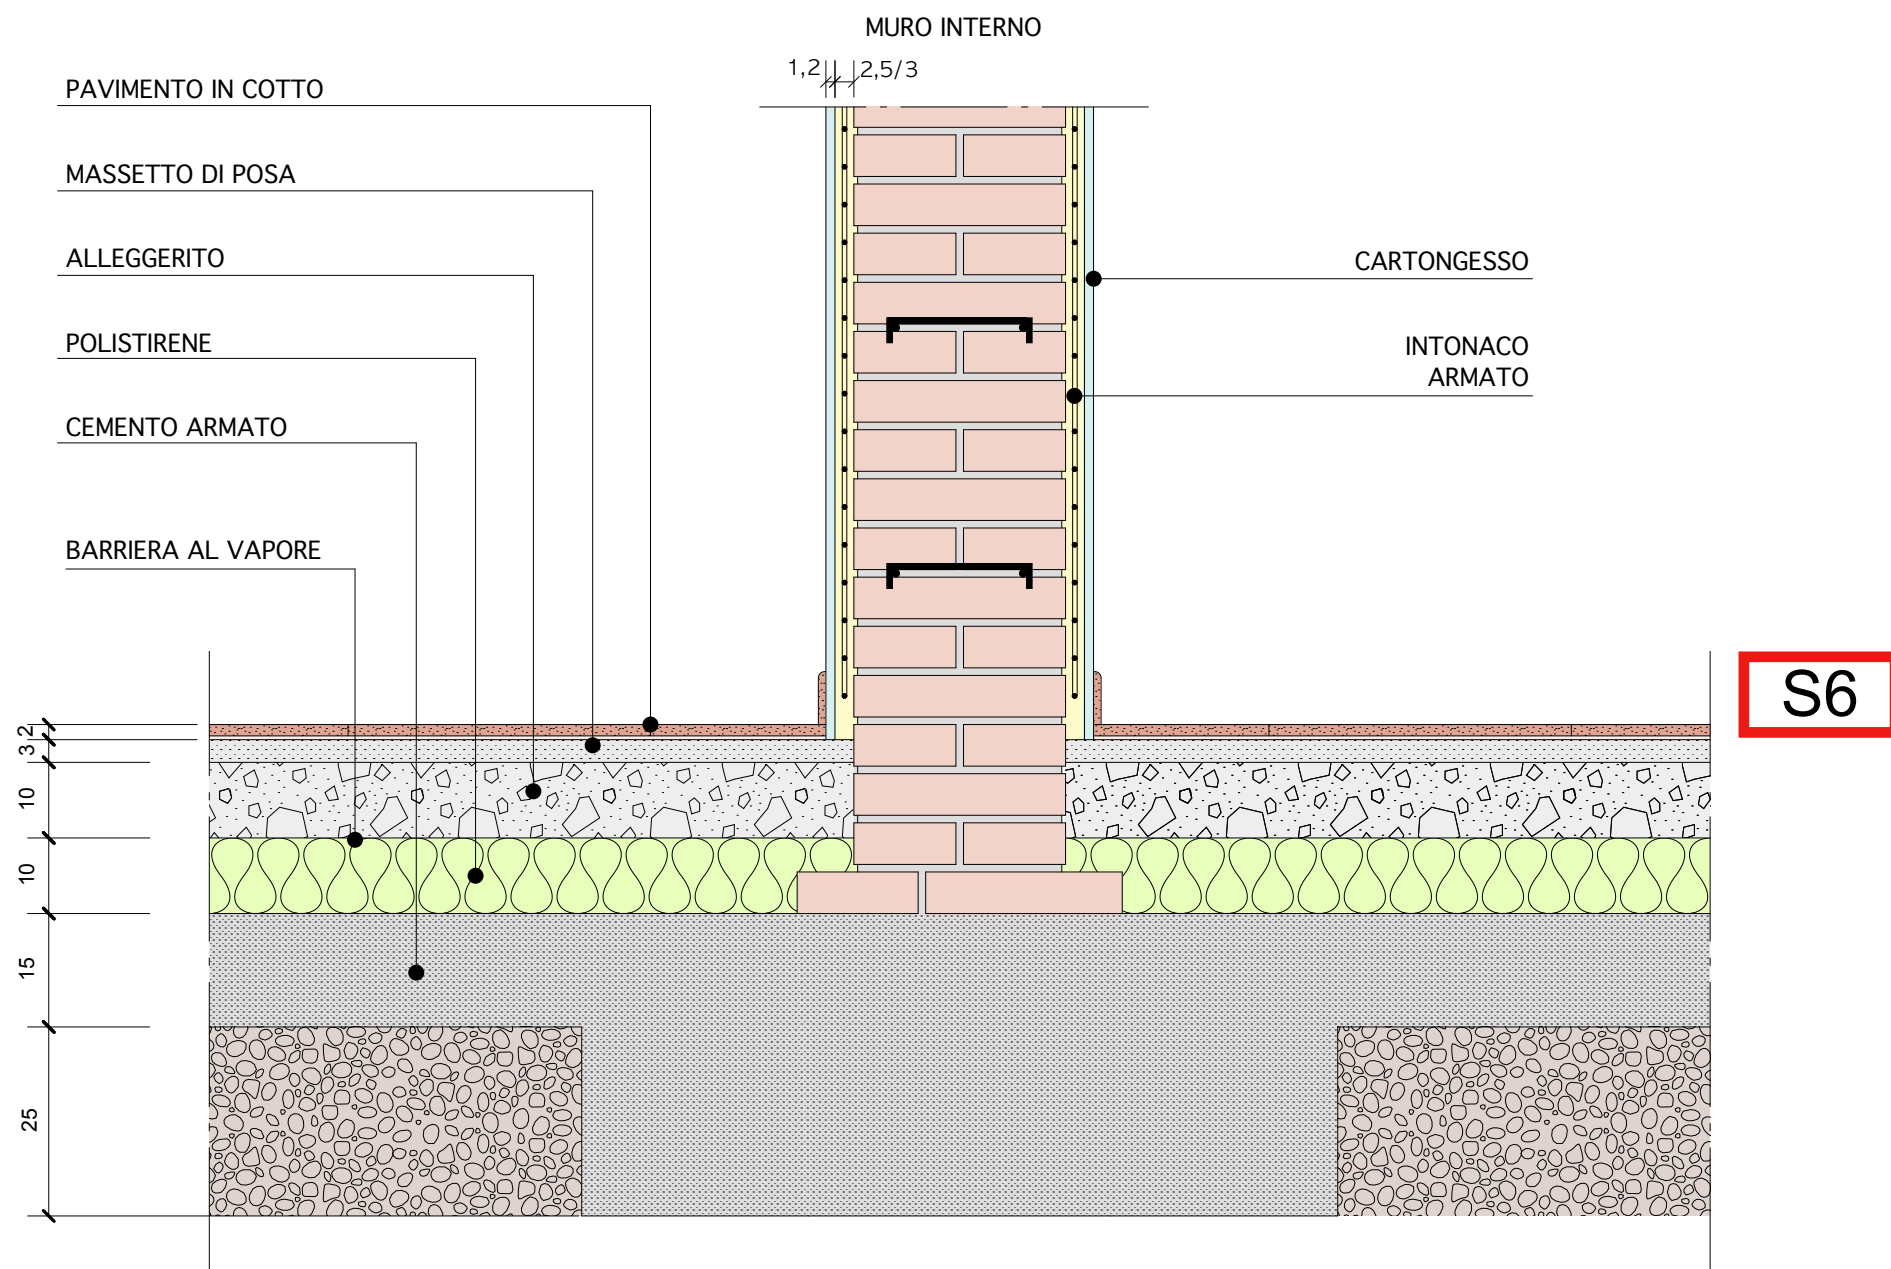 MURO INTERNO
1,2
2,5/3
PAVIMENTO IN COTTO
MASSETTO DI POSA
ALLEGGERITO
POLISTIRENE
CEMENTO ARMATO
BARRIERA AL VAPORE
CARTONGESSO
INTONACO
ARMATO
S6
2
3
10
10
15
25